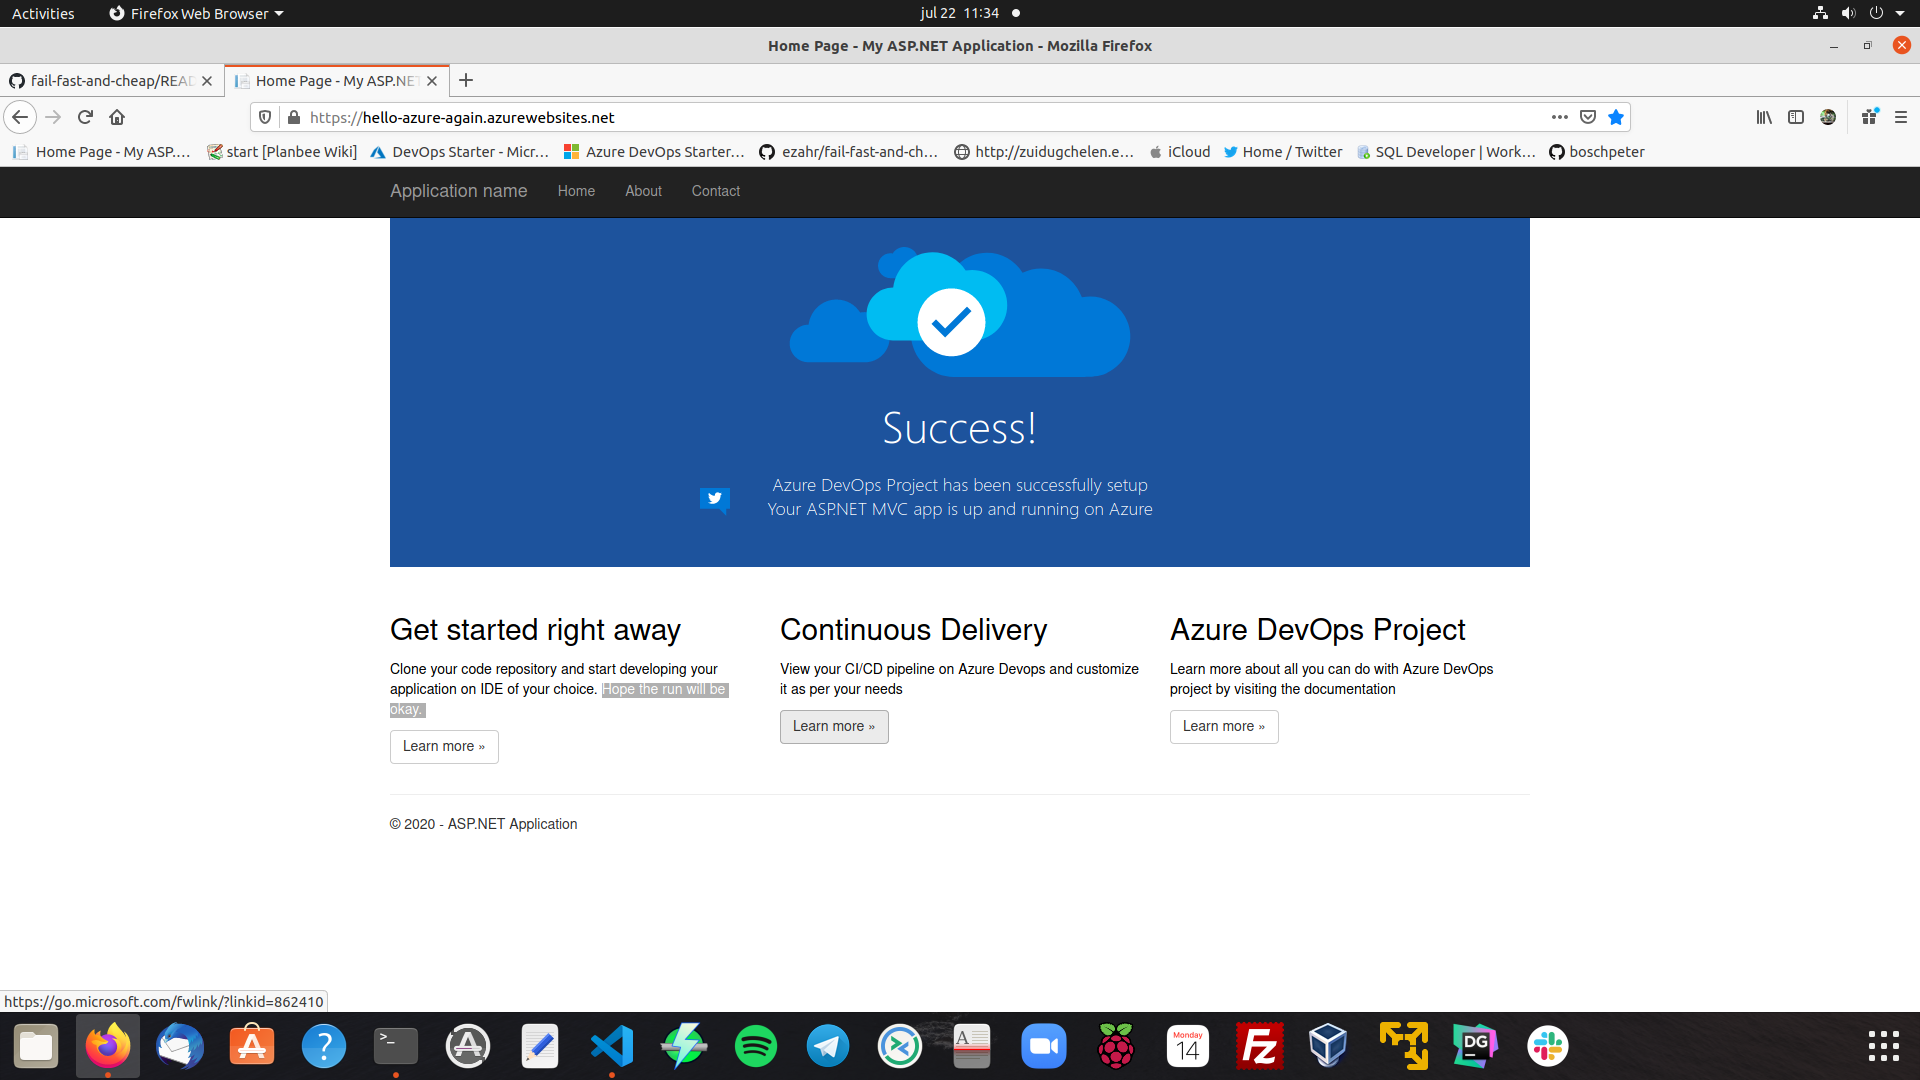 Activities
Firefox Web Browser
jul 22 11:34
Home Page - My ASP.NET Application - Mozilla Firefox
fail-fast-and-cheap/READ
Home Page - My ASP.NET
https://hello-azure-again.azurewebsites.net
Home Page - My ASP....
start [Planbee Wiki]
DevOps Starter - Micr...
Azure DevOps Starter...
ezahr/fail-fast-and-ch...
http://zuidugchelen.e...
iCloud
Home / Twitter
SQL Developer | Work...
boschpeter
Application name
Home
About
Contact
Success!
Azure DevOps Project has been successfully setup
Your ASP.NET MVC app is up and running on Azure
Get started right away
Clone your code repository and start developing your
application on IDE of your choice. Hope the run will be
okay.
Learn more »
Continuous Delivery
View your CI/CD pipeline on Azure Devops and customize
it as per your needs
Learn more »
Azure DevOps Project
Learn more about all you can do with Azure DevOps
project by visiting the documentation
Learn more »
© 2020 - ASP.NET Application
https://go.microsoft.com/fwlink/?linkid=862410
Monday
14
DG